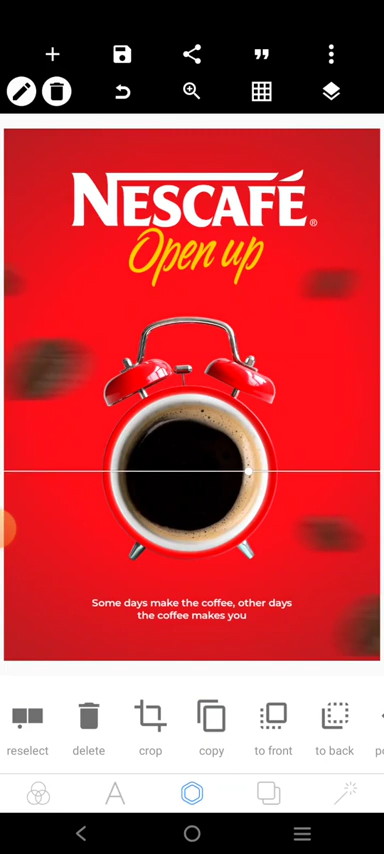 NESCAFÉ®
Open up
Some days make the coffee, other days
the coffee makes you
reselect
delete
crop
copy
to front
to back